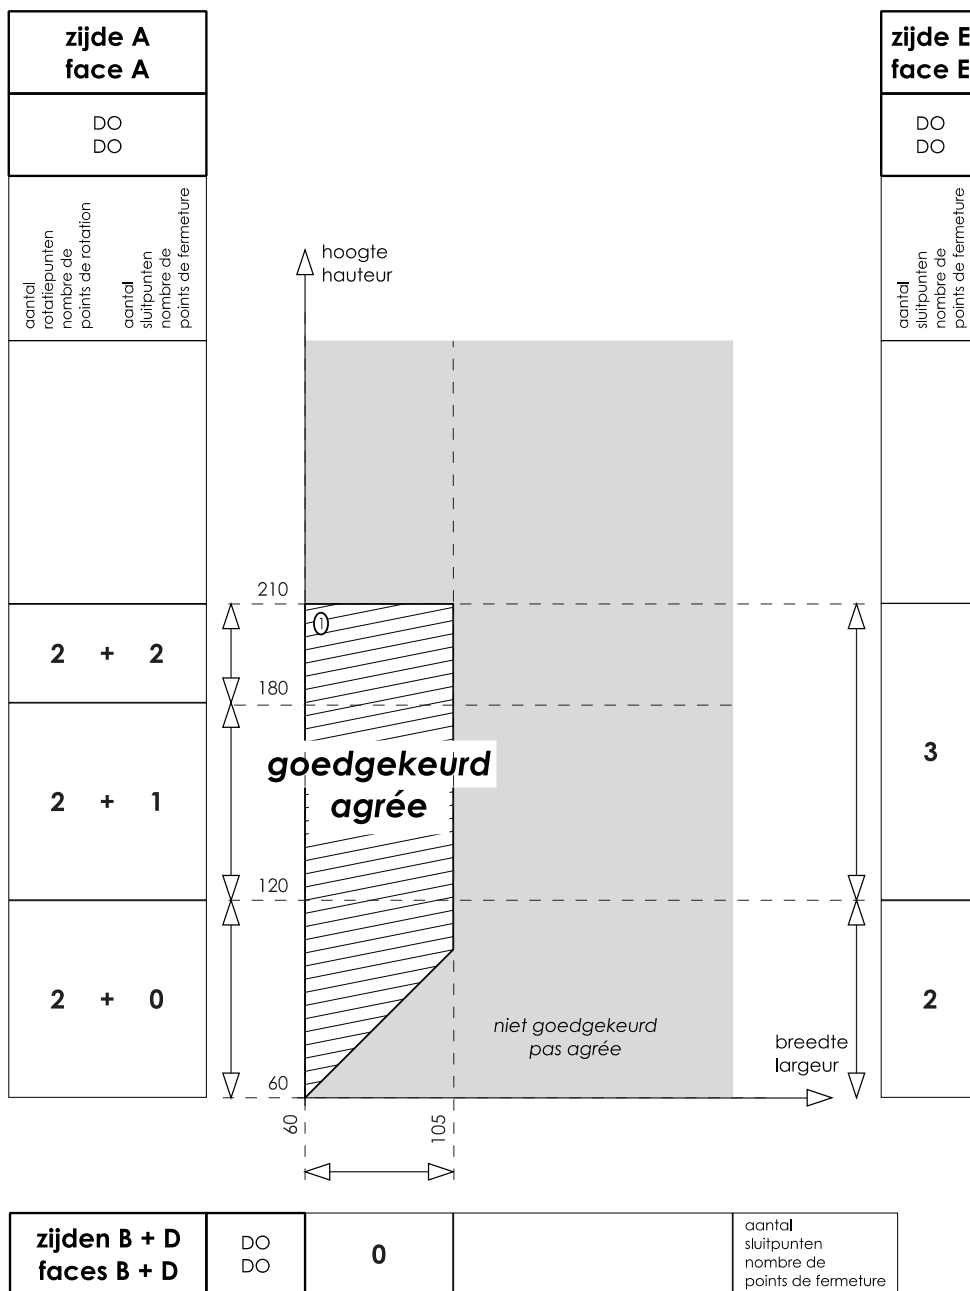 zijde A
face A
DO
DO
aantal
rotatiepunten
nombre de
points de rotation
aantal
sluitpunten
nombre de
points de fermeture
zijde E
face E
DO
DO
aantal
sluitpunten
nombre de
points de fermeture
hoogte
hauteur
210
1
2 + 2
180
goedgekeurd
agrée
2 + 1
3
120
2 + 0
2
niet goedgekeurd
pas agrée
breedte
largeur
60
60
105
zijden B + D
faces B + D
DO
DO
0
aantal
sluitpunten
nombre de
points de fermeture